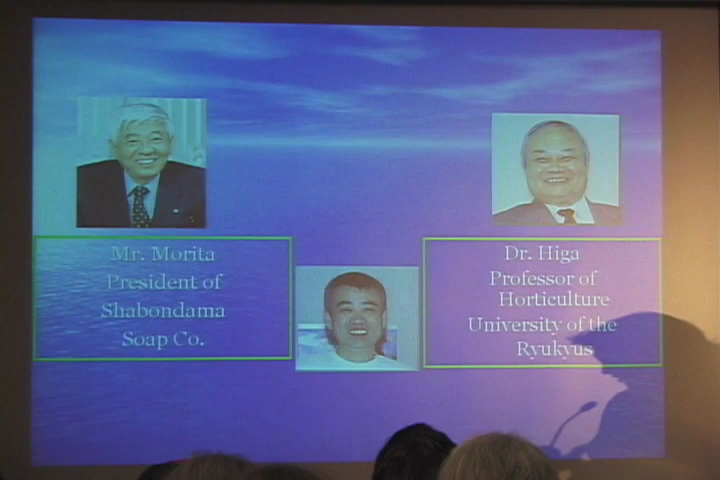 Mr. Morita
President of
Shabondama
Soap Co.
Dr. Higa
Professor of
Horticulture
University of the
Ryukyus